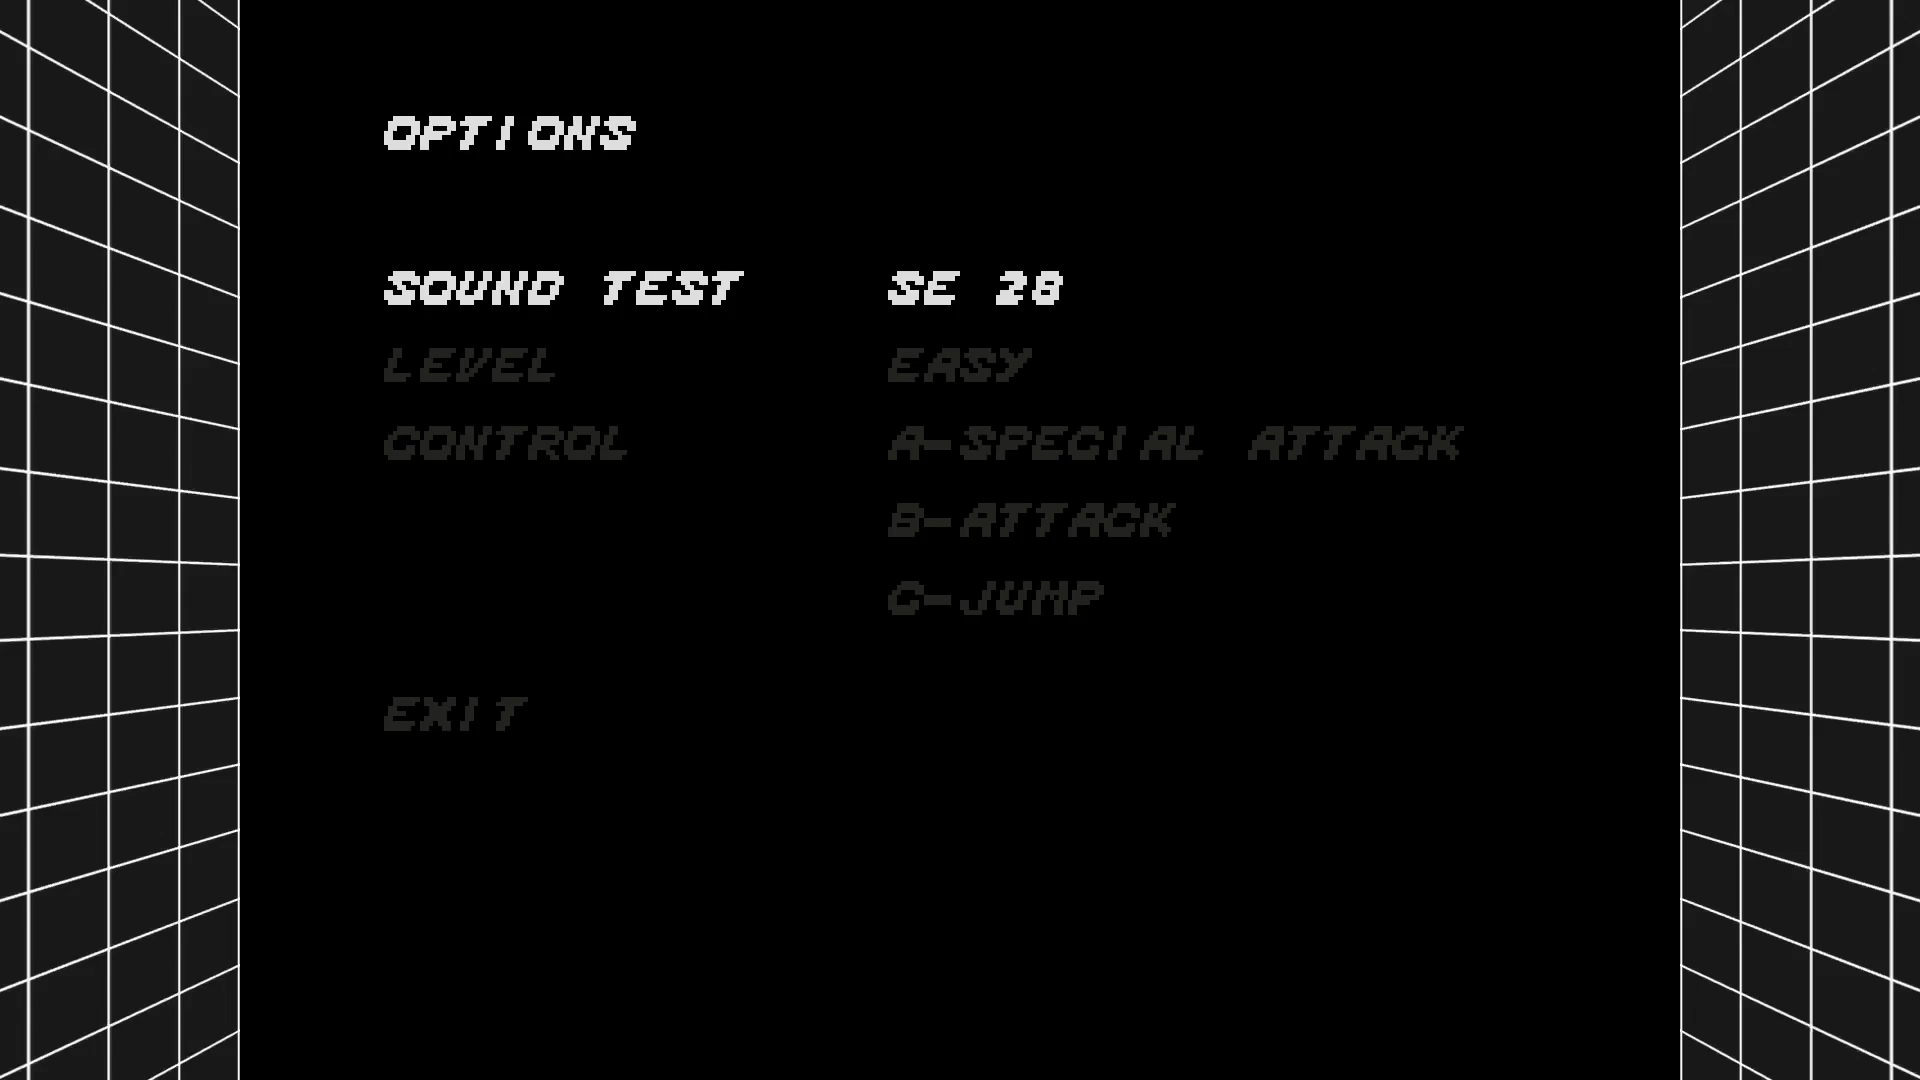 OPTIONS
SOUND TEST SE 28
LEVEL EASY
CONTROL A-SPECIAL ATTACK
B-ATTACK
C-JUMP
EXIT